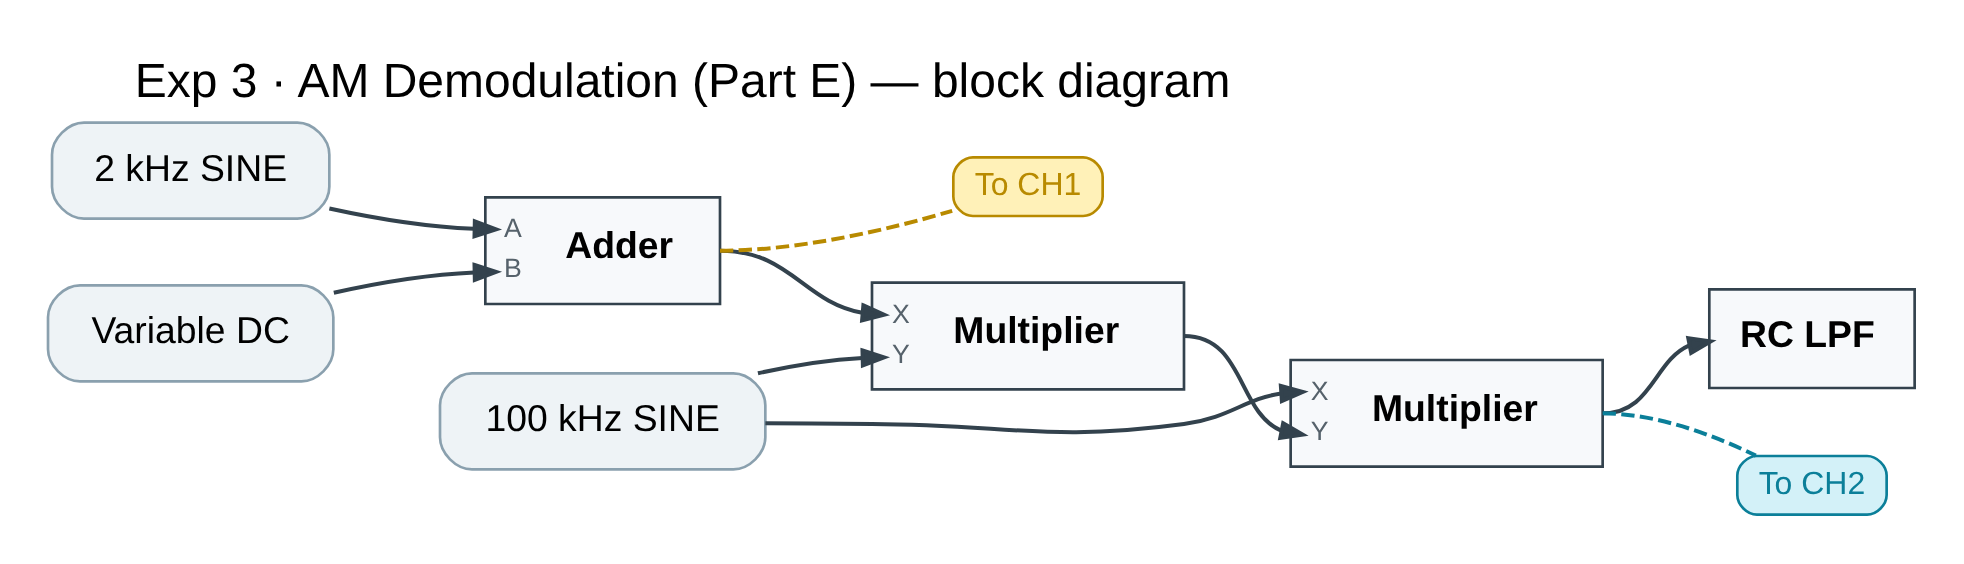 Exp 3 · AM Demodulation (Part E) — block diagram
2 kHz SINE
To CH1
A
Adder
B
Variable DC
X
Multiplier
Y
RC LPF
100 kHz SINE
X
Multiplier
Y
To CH2